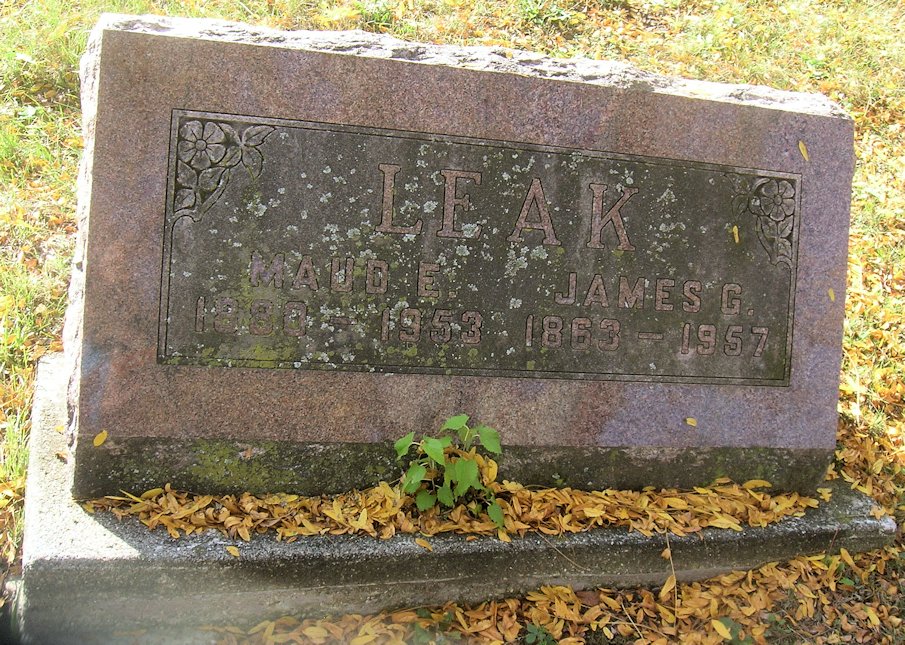 LEAK
MAUD E. JAMES G.
1880 – 1953 1863 – 1957